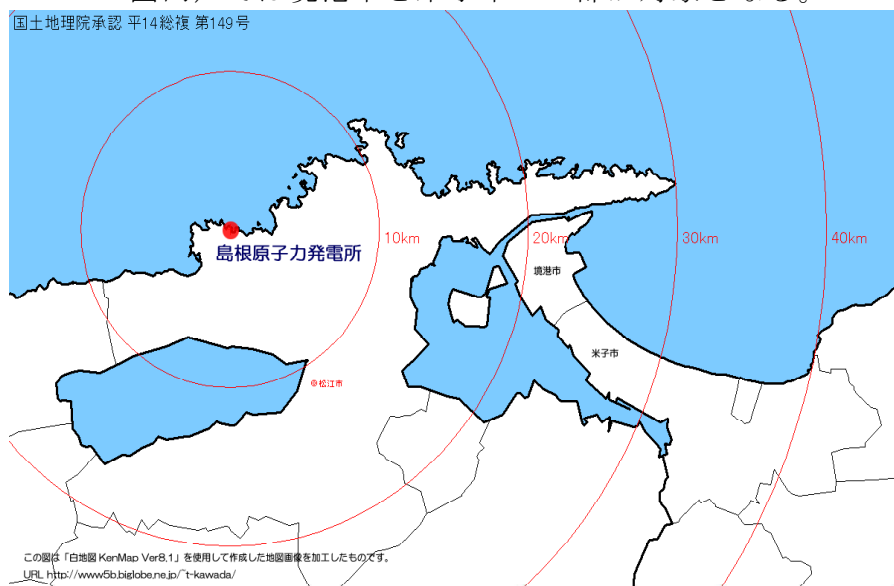 国土地理院承認 平14総複 第149号
島根原子力発電所
10km
20km
30km
40km
境港市
米子市
◎松江市
この図は「白地図 KenMap Ver8.1」を使用して作成した地図画像を加工したものです。
URL http://www5b.biglobe.ne.jp/~t-kawada/